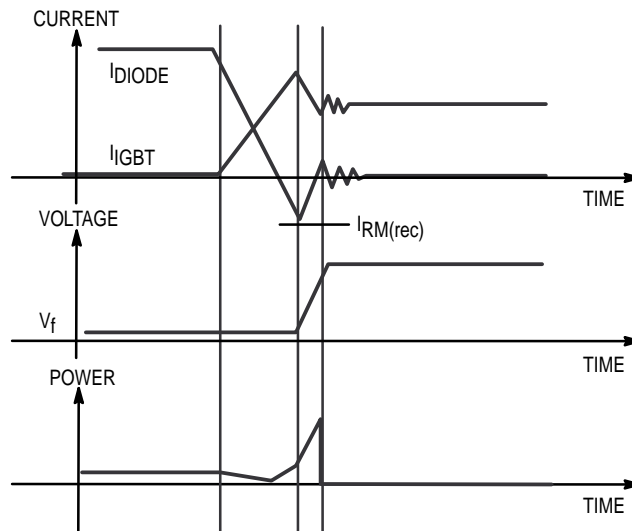 CURRENT
IDIODE
IIGBT
TIME
VOLTAGE
IRM(rec)
Vf
TIME
POWER
TIME